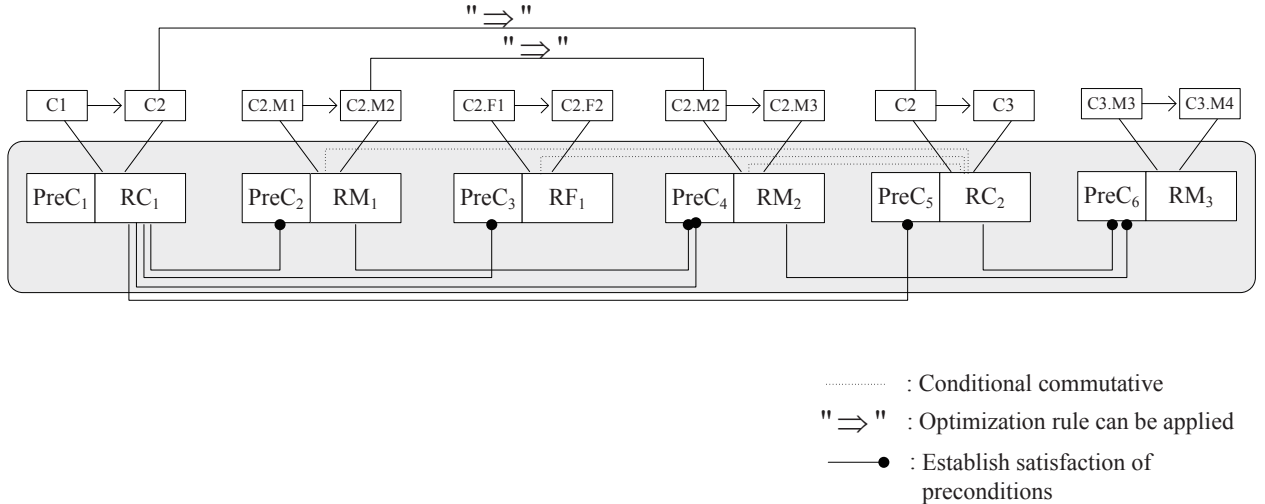 " ⇒ "
" ⇒ "
C1 C2 C2.M1 C2.M2 C2.F1 C2.F2 C2.M2 C2.M3 C2 C3 C3.M3 C3.M4
PreC₁ RC₁ PreC₂ RM₁ PreC₃ RF₁ PreC₄ RM₂ PreC₅ RC₂ PreC₆ RM₃
: Conditional commutative
" ⇒ " : Optimization rule can be applied
: Establish satisfaction of
preconditions